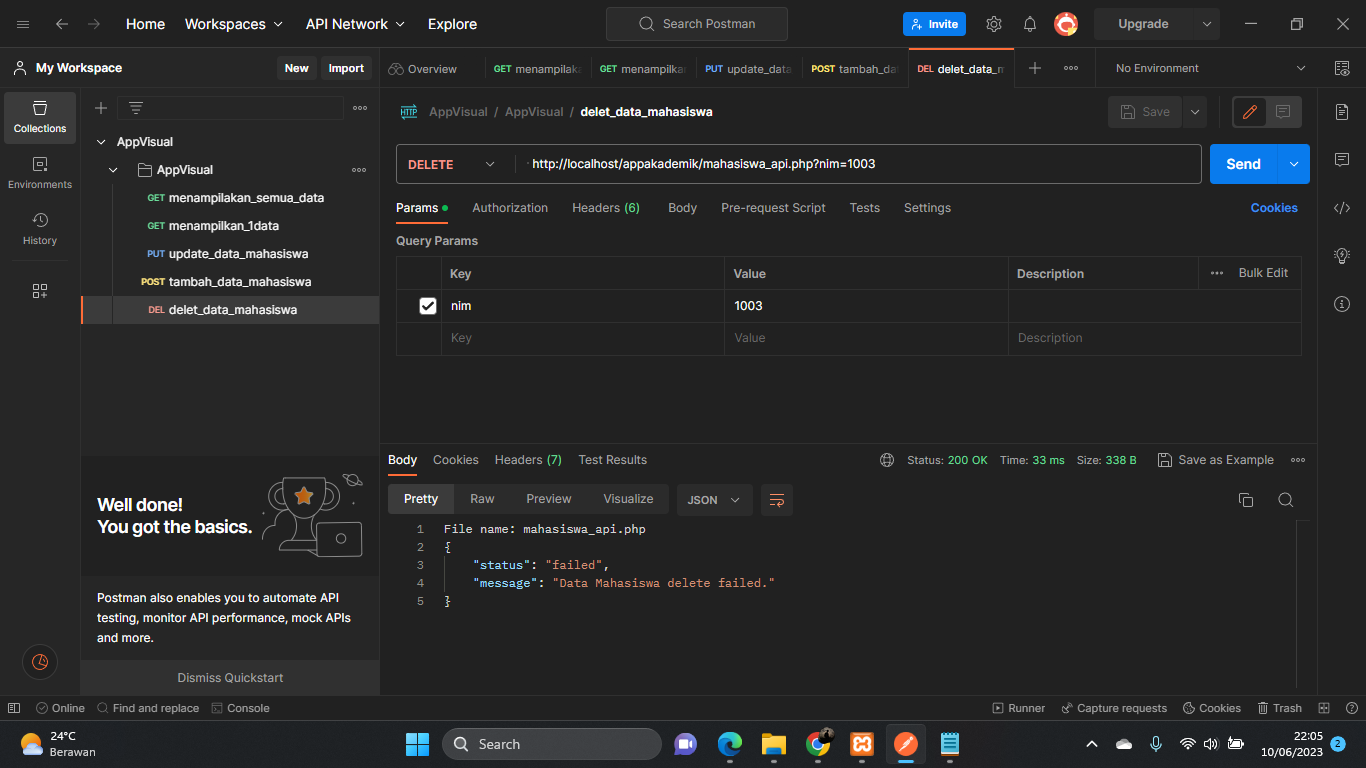 Home Workspaces API Network Explore Search Postman Invite Upgrade
My Workspace New Import Overview GET menampilak GET menampilkan PUT update_data POST tambah_da DEL delet_data_m No Environment
Collections
Environments
History
AppVisual
AppVisual
GET menampilakan_semua_data
GET menampilkan_1data
PUT update_data_mahasiswa
POST tambah_data_mahasiswa
DEL delet_data_mahasiswa
Well done!
You got the basics.
Postman also enables you to automate API
testing, monitor API performance, mock APIs
and more.
Dismiss Quickstart
HTTP AppVisual / AppVisual / delet_data_mahasiswa Save
DELETE http://localhost/appakademik/mahasiswa_api.php?nim=1003 Send
Params Authorization Headers (6) Body Pre-request Script Tests Settings Cookies
Query Params
Key Value Description Bulk Edit
nim 1003
Key Value Description
Body Cookies Headers (7) Test Results Status: 200 OK Time: 33 ms Size: 338 B Save as Example
Pretty Raw Preview Visualize JSON
1 File name: mahasiswa_api.php
2 {
3 "status": "failed",
4 "message": "Data Mahasiswa delete failed."
5 }
Online Find and replace Console Runner Capture requests Cookies Trash
24°C
Berawan
Search
22:05
10/06/2023
2